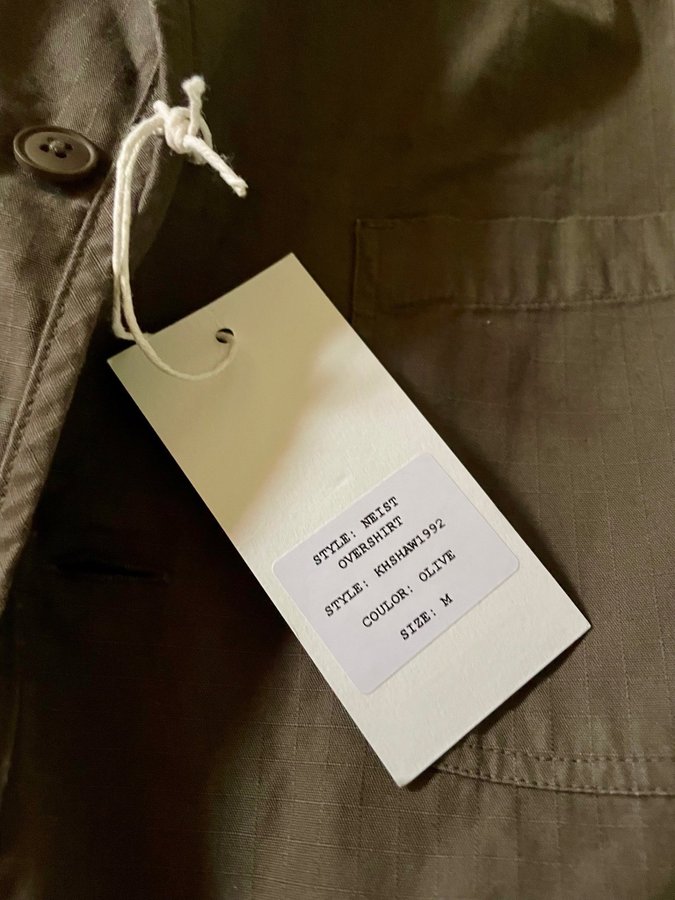 STYLE: NEIST
OVERSHIRT
STYLE: KHSHAW1992
COULOR: OLIVE
SIZE: M